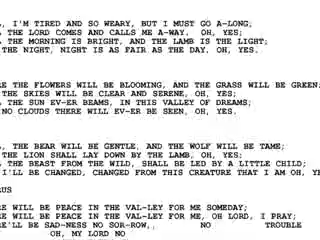 , I'M TIRED AND SO WEARY, BUT I MUST GO A-LONG;
THE LORD COMES AND CALLS ME A-WAY. OH, YES;
THE MORNING IS BRIGHT, AND THE LAMB IS THE LIGHT;
THE NIGHT, NIGHT IS AS FAIR AS THE DAY. OH, YES.
RE THE FLOWERS WILL BE BLOOMING, AND THE GRASS WILL BE GREEN;
THE SKIES WILL BE CLEAR AND SERENE, OH, YES.
THE SUN EV-ER BEAMS, IN THIS VALLEY OF DREAMS;
NO CLOUDS THERE WILL EV-ER BE SEEN, OH, YES.
, THE BEAR WILL BE GENTLE, AND THE WOLF WILL BE TAME;
THE LION SHALL LAY DOWN BY THE LAMB, OH, YES;
THE BEAST FROM THE WILD, SHALL BE LED BY A LITTLE CHILD;
I'LL BE CHANGED, CHANGED FROM THIS CREATURE THAT I AM OH, YE
RUS
RE WILL BE PEACE IN THE VAL-LEY FOR ME SOMEDAY;
RE WILL BE PEACE IN THE VAL-LEY FOR ME, OH LORD, I PRAY;
RE'LL BE SAD-NESS NO SOR-ROW,, NO TROUBLE
OH, MY LORD NO